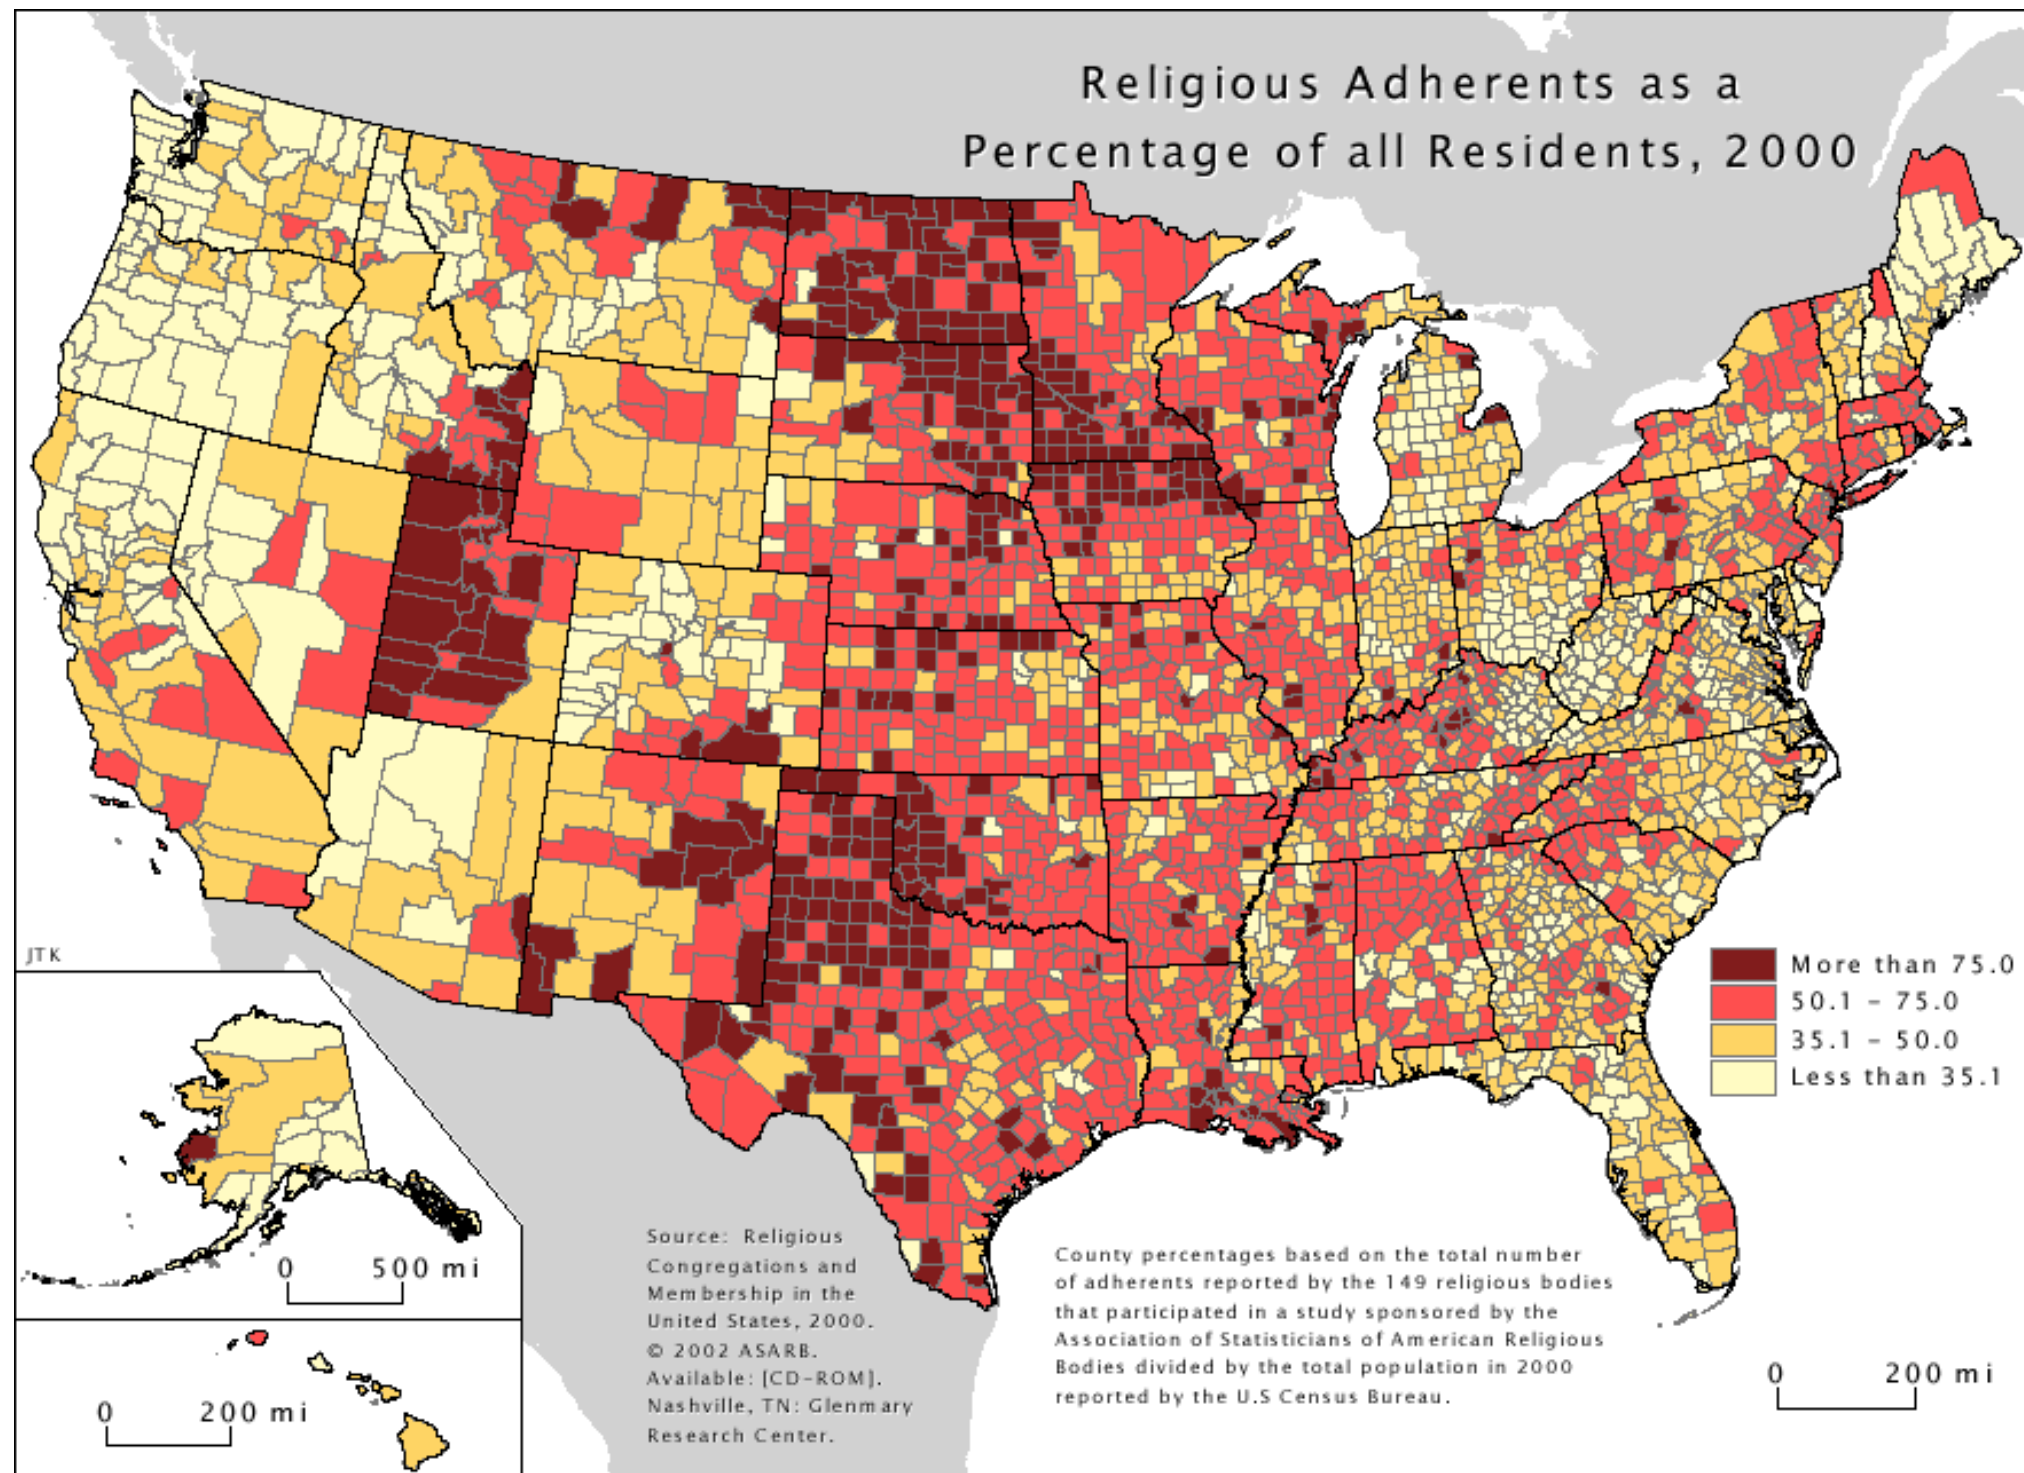 Religious Adherents as a
Percentage of all Residents, 2000
JTK
More than 75.0
50.1 – 75.0
35.1 – 50.0
Less than 35.1
0 500 mi
0 200 mi
Source: Religious
Congregations and
Membership in the
United States, 2000.
© 2002 ASARB.
Available: [CD-ROM].
Nashville, TN: Glenmary
Research Center.
County percentages based on the total number
of adherents reported by the 149 religious bodies
that participated in a study sponsored by the
Association of Statisticians of American Religious
Bodies divided by the total population in 2000
reported by the U.S Census Bureau.
0 200 mi